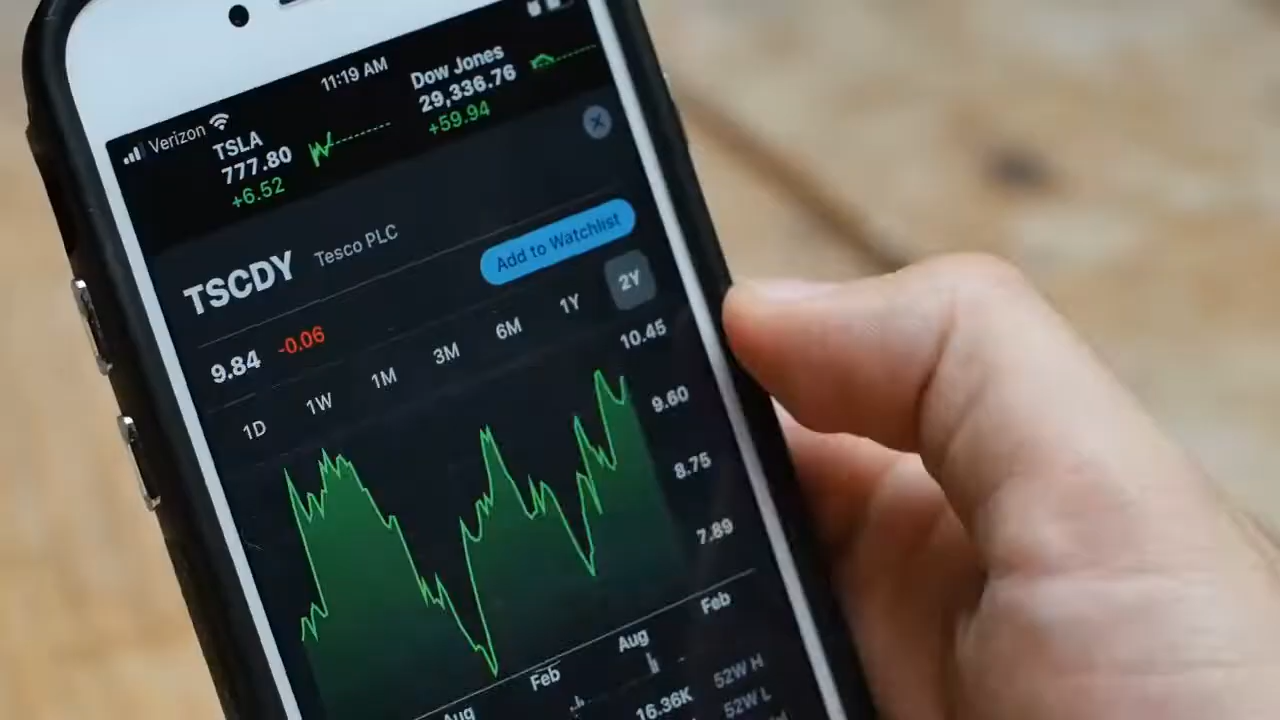 Verizon
11:19 AM
TSLA
777.80
+6.52
Dow Jones
29,336.76
+59.94
TSCDY Tesco PLC
Add to Watchlist
9.84 -0.06
1D 1W 1M 3M 6M 1Y 2Y
10.45
9.60
8.75
7.89
Aug Feb Aug Feb
16.36K
52W H
52W L